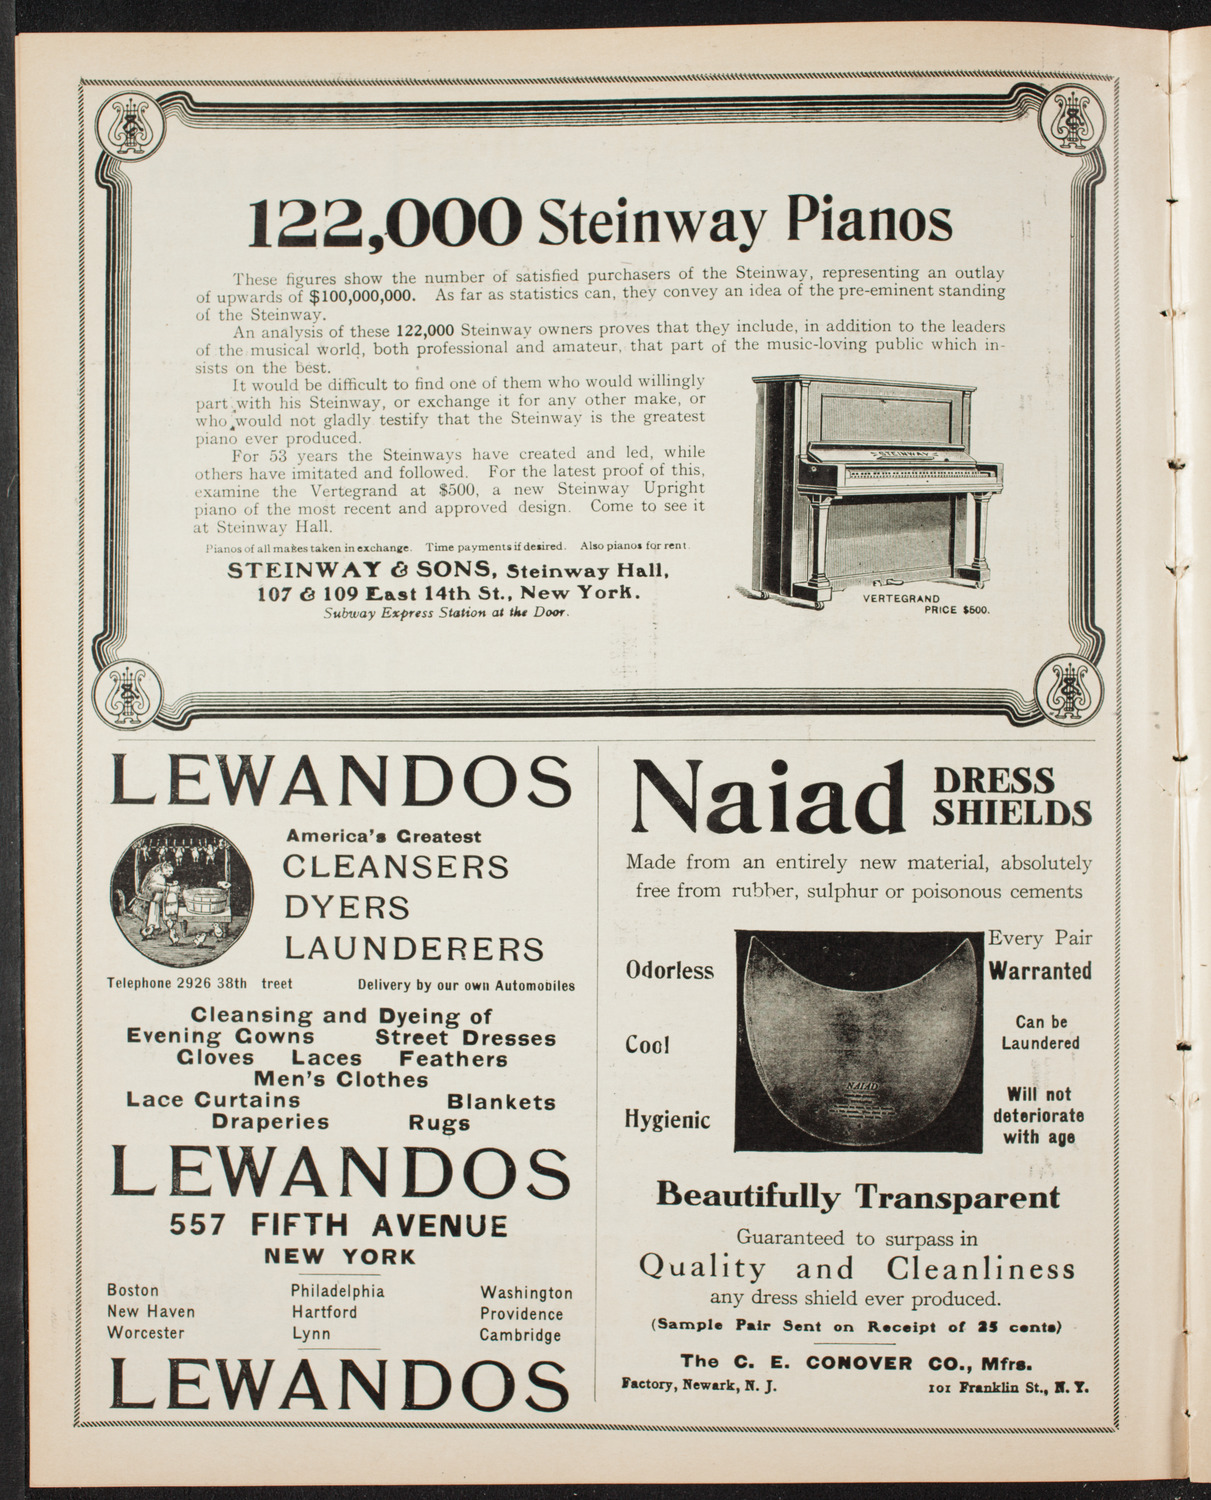 122,000 Steinway Pianos
These figures show the number of satisfied purchasers of the Steinway, representing an outlay
of upwards of $100,000,000. As far as statistics can, they convey an idea of the pre-eminent standing
of the Steinway.
An analysis of these 122,000 Steinway owners proves that they include, in addition to the leaders
of the musical world, both professional and amateur, that part of the music-loving public which in-
sists on the best.
It would be difficult to find one of them who would willingly
part with his Steinway, or exchange it for any other make, or
who would not gladly testify that the Steinway is the greatest
piano ever produced.
For 53 years the Steinways have created and led, while
others have imitated and followed. For the latest proof of this,
examine the Vertegrand at $500, a new Steinway Upright
piano of the most recent and approved design. Come to see it
at Steinway Hall.
Pianos of all makes taken in exchange. Time payments if desired. Also pianos for rent.
STEINWAY & SONS, Steinway Hall,
107 & 109 East 14th St., New York.
Subway Express Station at the Door.
STEINWAY
VERTEGRAND
PRICE $500.
LEWANDOS
America's Greatest
CLEANSERS
DYERS
LAUNDERERS
Telephone 2926 38th treet Delivery by our own Automobiles
Cleansing and Dyeing of
Evening Gowns Street Dresses
Gloves Laces Feathers
Men's Clothes
Lace Curtains Blankets
Draperies Rugs
LEWANDOS
557 FIFTH AVENUE
NEW YORK
Boston Philadelphia Washington
New Haven Hartford Providence
Worcester Lynn Cambridge
LEWANDOS
Naiad DRESS
SHIELDS
Made from an entirely new material, absolutely
free from rubber, sulphur or poisonous cements
Odorless
Cool
Hygienic
NAIAD
Every Pair
Warranted
Can be
Laundered
Will not
deteriorate
with age
Beautifully Transparent
Guaranteed to surpass in
Quality and Cleanliness
any dress shield ever produced.
(Sample Pair Sent on Receipt of 25 cents)
The C. E. CONOVER CO., Mfrs.
Factory, Newark, N. J. 101 Franklin St., N. Y.